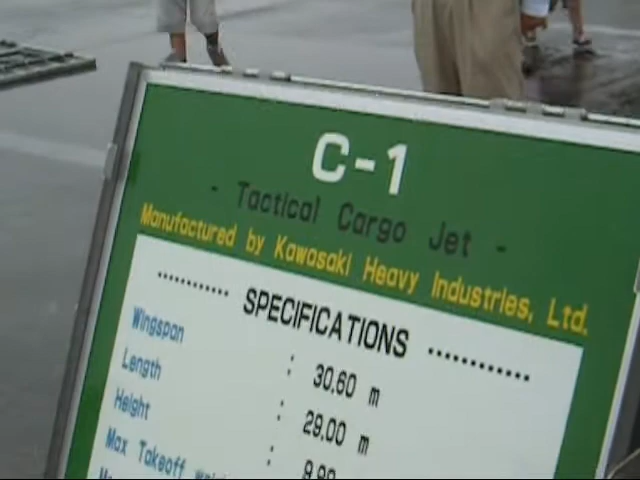 C-1
- Tactical Cargo Jet -
Manufactured by Kawasaki Heavy Industries, Ltd.
SPECIFICATIONS
Wingspan : 30.60 m
Length : 29.00 m
Height :
Max Takeoff